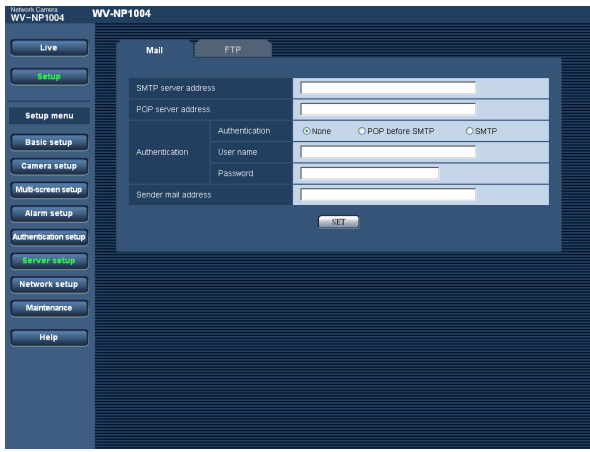 Network Camera
WV-NP1004
WV-NP1004
Live
Setup
Setup menu
Basic setup
Camera setup
Multi-screen setup
Alarm setup
Authentication setup
Server setup
Network setup
Maintenance
Help
Mail
FTP
SMTP server address
POP server address
Authentication
Authentication
None
POP before SMTP
SMTP
User name
Password
Sender mail address
SET